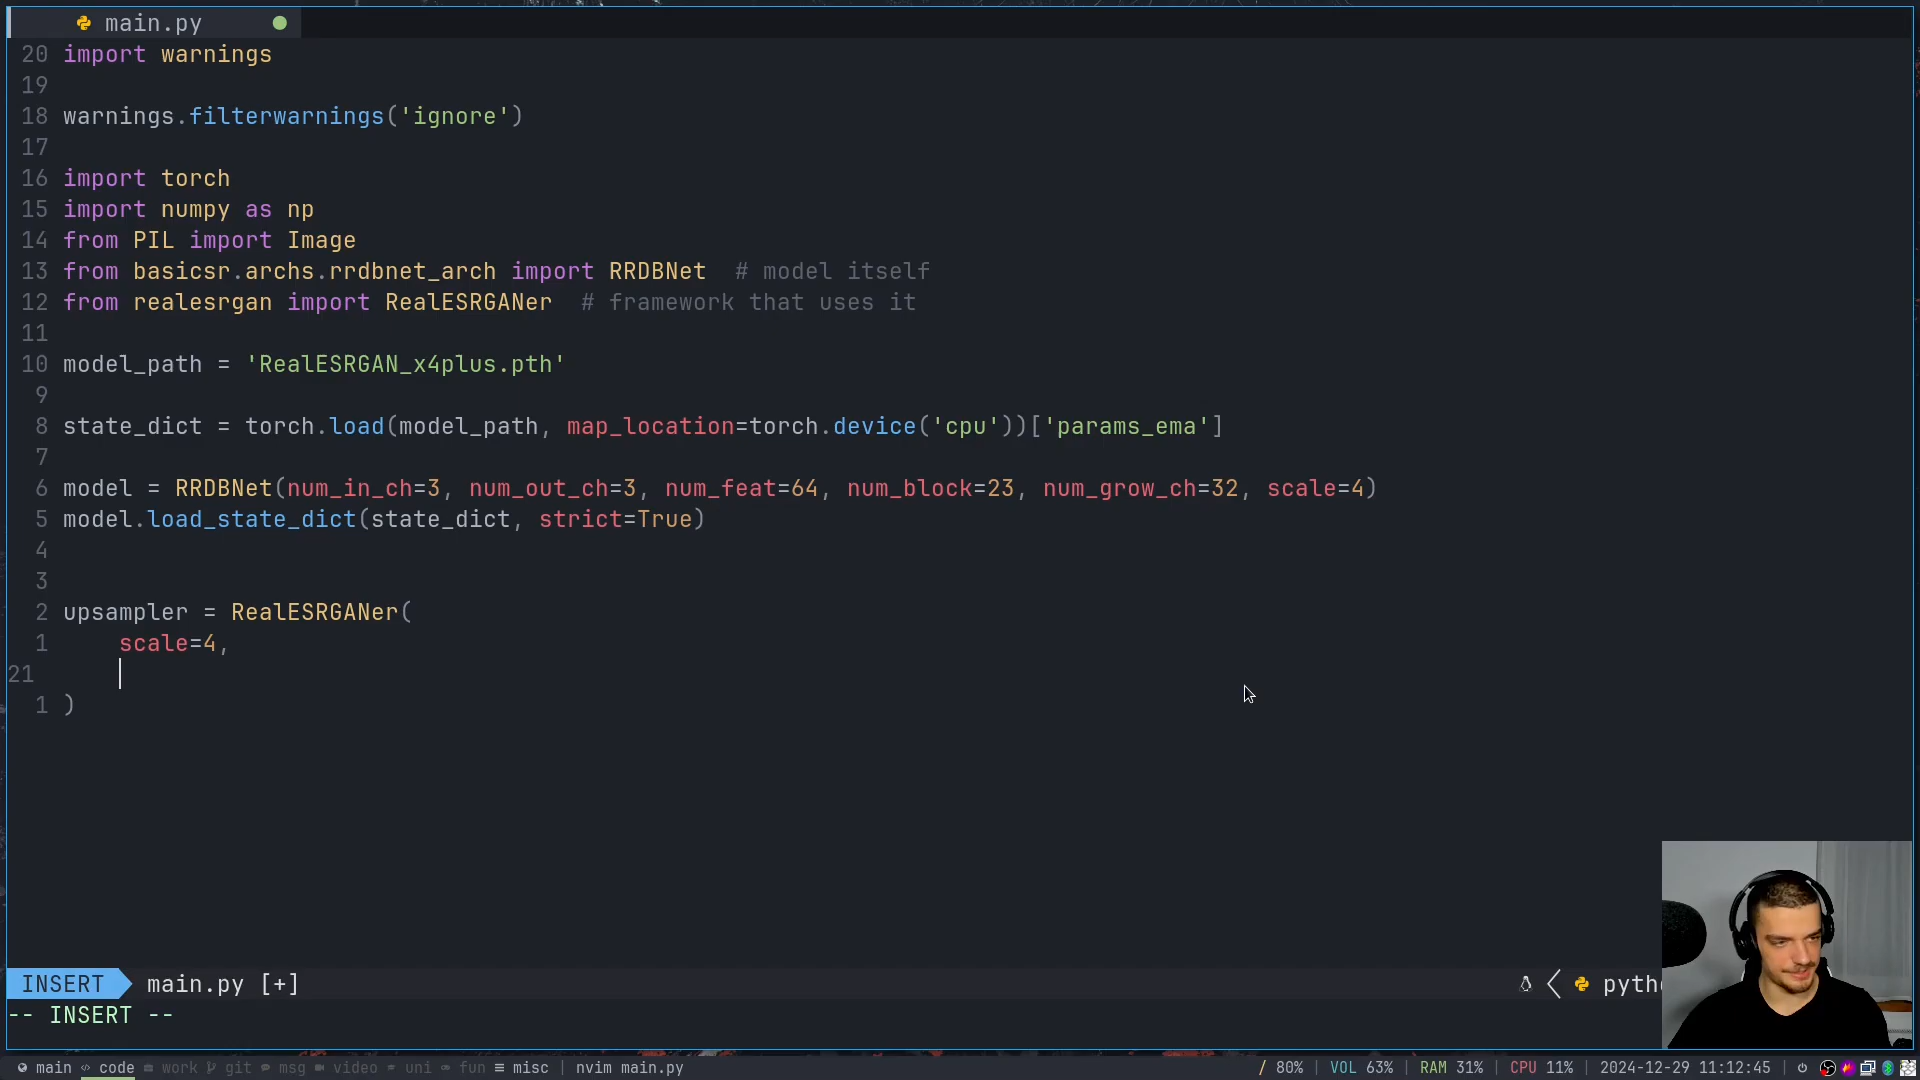 main.py
20 import warnings
19
18 warnings.filterwarnings('ignore')
17
16 import torch
15 import numpy as np
14 from PIL import Image
13 from basicsr.archs.rrdbnet_arch import RRDBNet  # model itself
12 from realesrgan import RealESRGANer  # framework that uses it
11
10 model_path = 'RealESRGAN_x4plus.pth'
9
8 state_dict = torch.load(model_path, map_location=torch.device('cpu'))['params_ema']
7
6 model = RRDBNet(num_in_ch=3, num_out_ch=3, num_feat=64, num_block=23, num_grow_ch=32, scale=4)
5 model.load_state_dict(state_dict, strict=True)
4
3
2 upsampler = RealESRGANer(
1     scale=4,
21
1 )
INSERT main.py [+] pyth
-- INSERT --
main code work git msg video uni fun misc | nvim main.py / 80% | VOL 63% | RAM 31% | CPU 11% | 2024-12-29 11:12:45 |